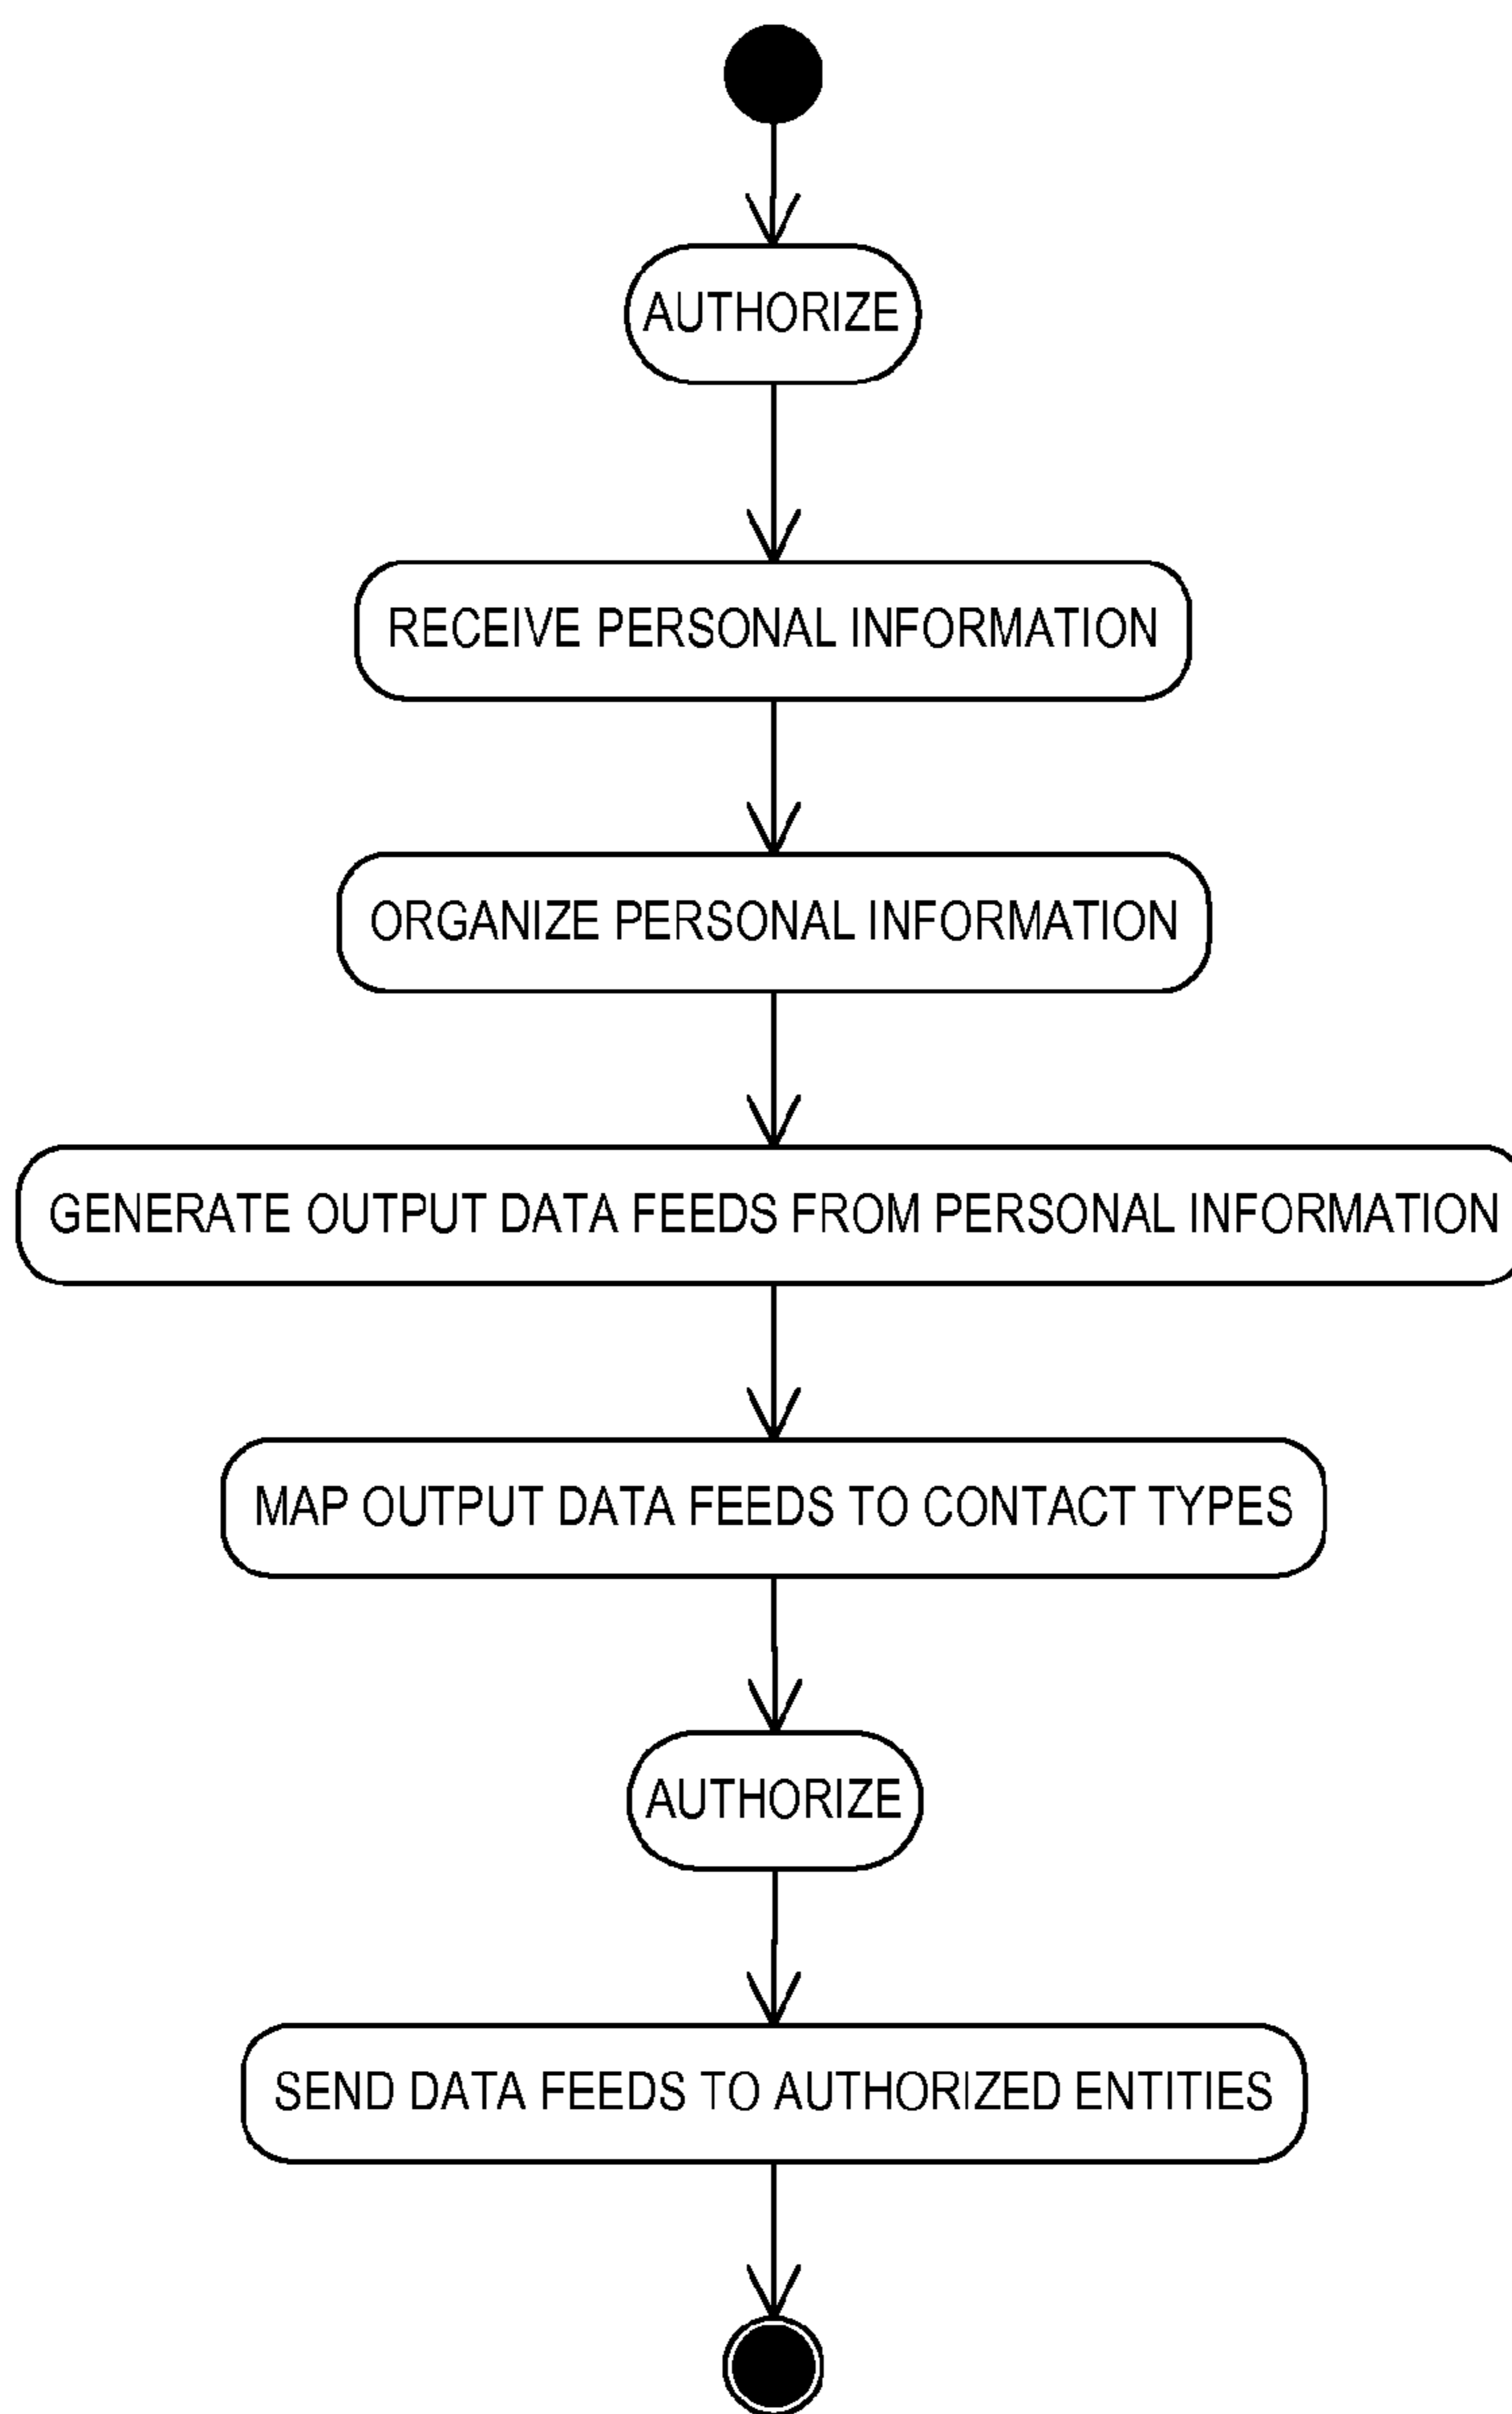 AUTHORIZE
RECEIVE PERSONAL INFORMATION
ORGANIZE PERSONAL INFORMATION
GENERATE OUTPUT DATA FEEDS FROM PERSONAL INFORMATION
MAP OUTPUT DATA FEEDS TO CONTACT TYPES
AUTHORIZE
SEND DATA FEEDS TO AUTHORIZED ENTITIES